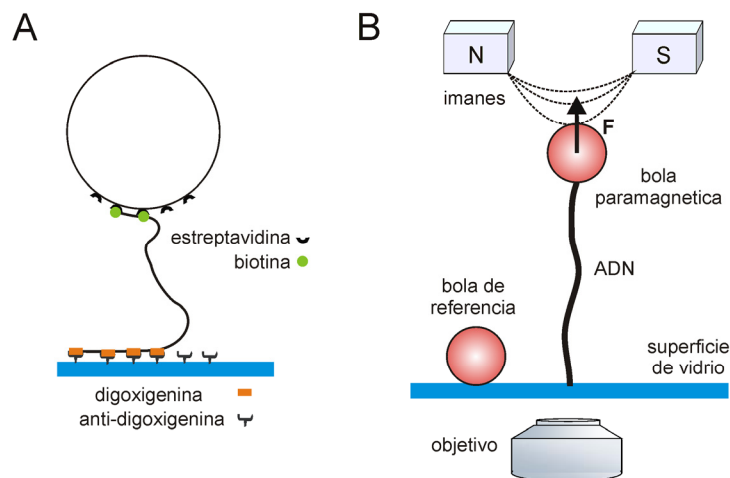 A
estreptavidina
biotina
digoxigenina
anti-digoxigenina
B
N
S
imanes
F
bola
paramagnetica
ADN
bola de
referencia
superficie
de vidrio
objetivo